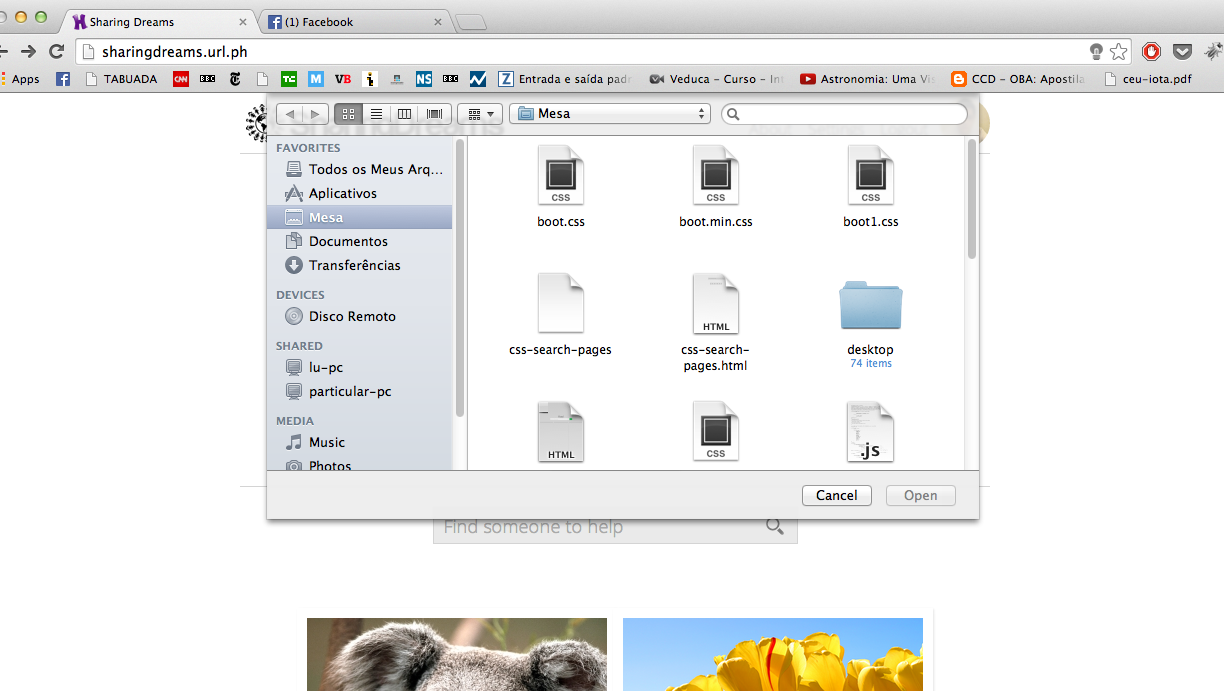 Sharing Dreams
(1) Facebook
sharingdreams.url.ph
Apps TABUADA CNN BBC T TC M VB i NS BBC Z Entrada e saída padr Veduca - Curso - In Astronomia: Uma Vis CCD - OBA: Apostila ceu-iota.pdf
Mesa
FAVORITES
Todos os Meus Arq...
Aplicativos
Mesa
Documentos
Transferências
DEVICES
Disco Remoto
SHARED
lu-pc
particular-pc
MEDIA
Music
Photos
CSS
boot.css
CSS
boot.min.css
CSS
boot1.css
css-search-pages
HTML
css-search-
pages.html
desktop
74 items
HTML
CSS
.js
Cancel
Open
Find someone to help